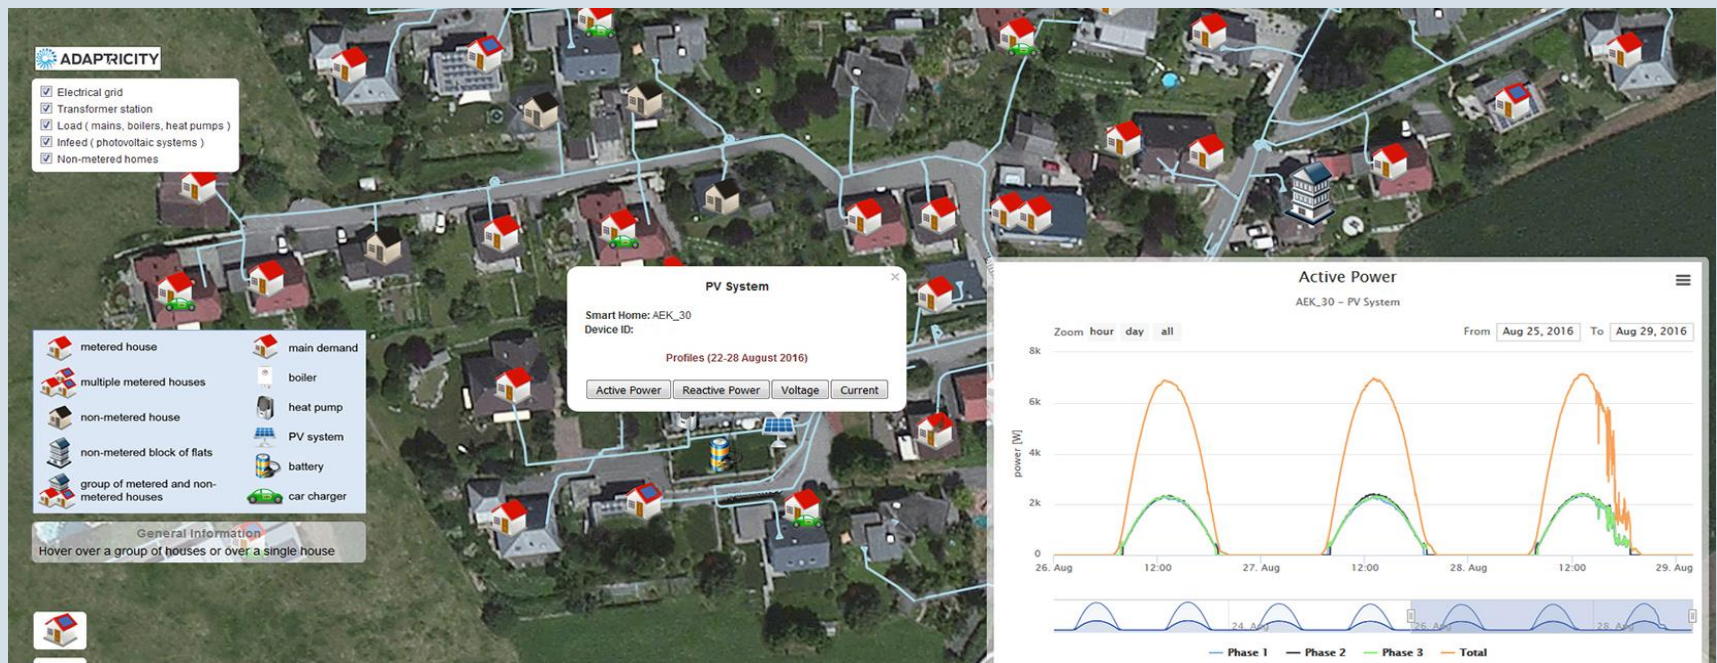 ADAPTRICITY
Electrical grid
Transformer station
Load ( mains, boilers, heat pumps )
Infeed ( photovoltaic systems )
Non-metered homes
metered house
multiple metered houses
non-metered house
non-metered block of flats
group of metered and non-
metered houses
main demand
boiler
heat pump
PV system
battery
car charger
General Information
Hover over a group of houses or over a single house
PV System
×
Smart Home: AEK_30
Device ID:
Profiles (22-28 August 2016)
Active Power
Reactive Power
Voltage
Current
Active Power
AEK_30 – PV System
Zoom hour day all
From Aug 25, 2016 To Aug 29, 2016
power [W]
8k
6k
4k
2k
0
26. Aug 12:00 27. Aug 12:00 28. Aug 12:00 29. Aug
24. Aug 26. Aug 28. Aug
Phase 1 Phase 2 Phase 3 Total